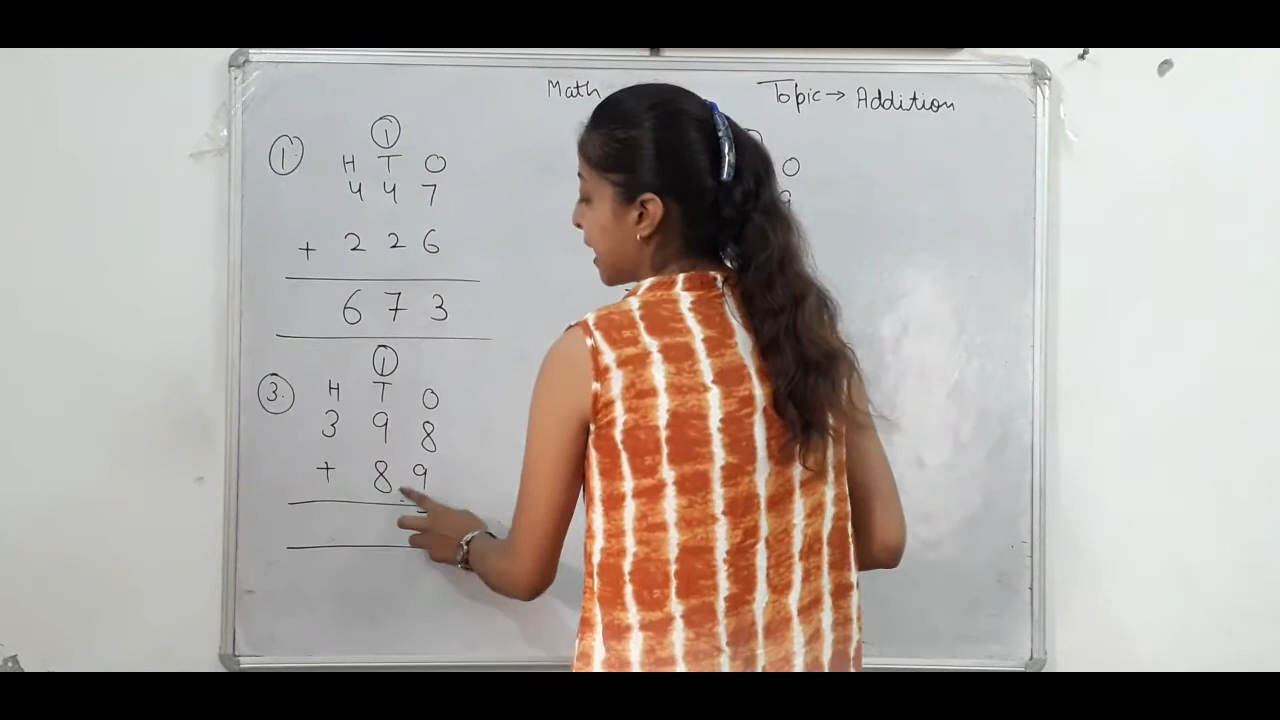 Math
Topic → Addition
①
①. H T O
4 4 7
+ 2 2 6
6 7 3
O
9
①
③. H T O
3 9 8
+ 8 9